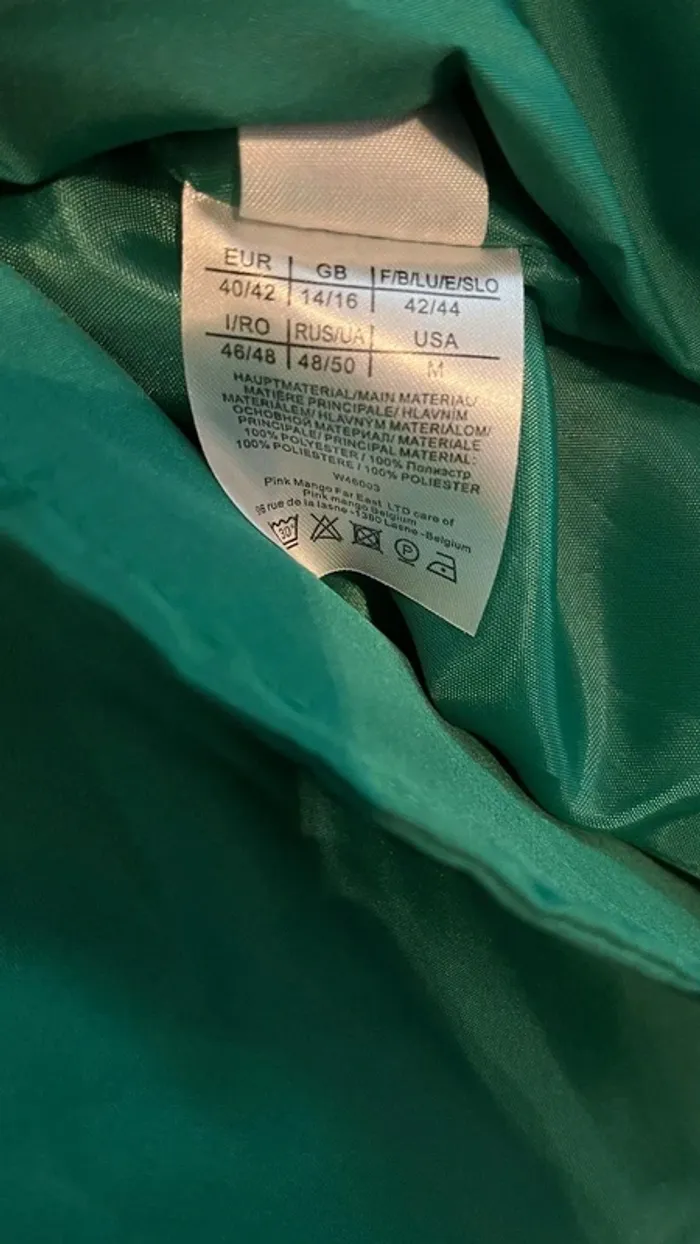 EUR GB F/B/LU/E/SLO
40/42 14/16 42/44
I/RO RUS/UA USA
46/48 48/50 M
HAUPTMATERIAL/MAIN MATERIAL/
MATIÈRE PRINCIPALE/ HLAVNÍM
MATERIÁLEM/ HLAVNÝM MATERIÁLOM/
ОСНОВНОЙ МАТЕРИАЛ/ MATERIALE
PRINCIPALE/ PRINCIPAL MATERIAL:
100% POLYESTER / 100% Полиэстр
100% POLIESTERE / 100% POLIESTER
W46003
Pink Mango Far East LTD care of
Pink mango Belgium
96 rue de la lasne -1380 Lasne -Belgium
30°
P